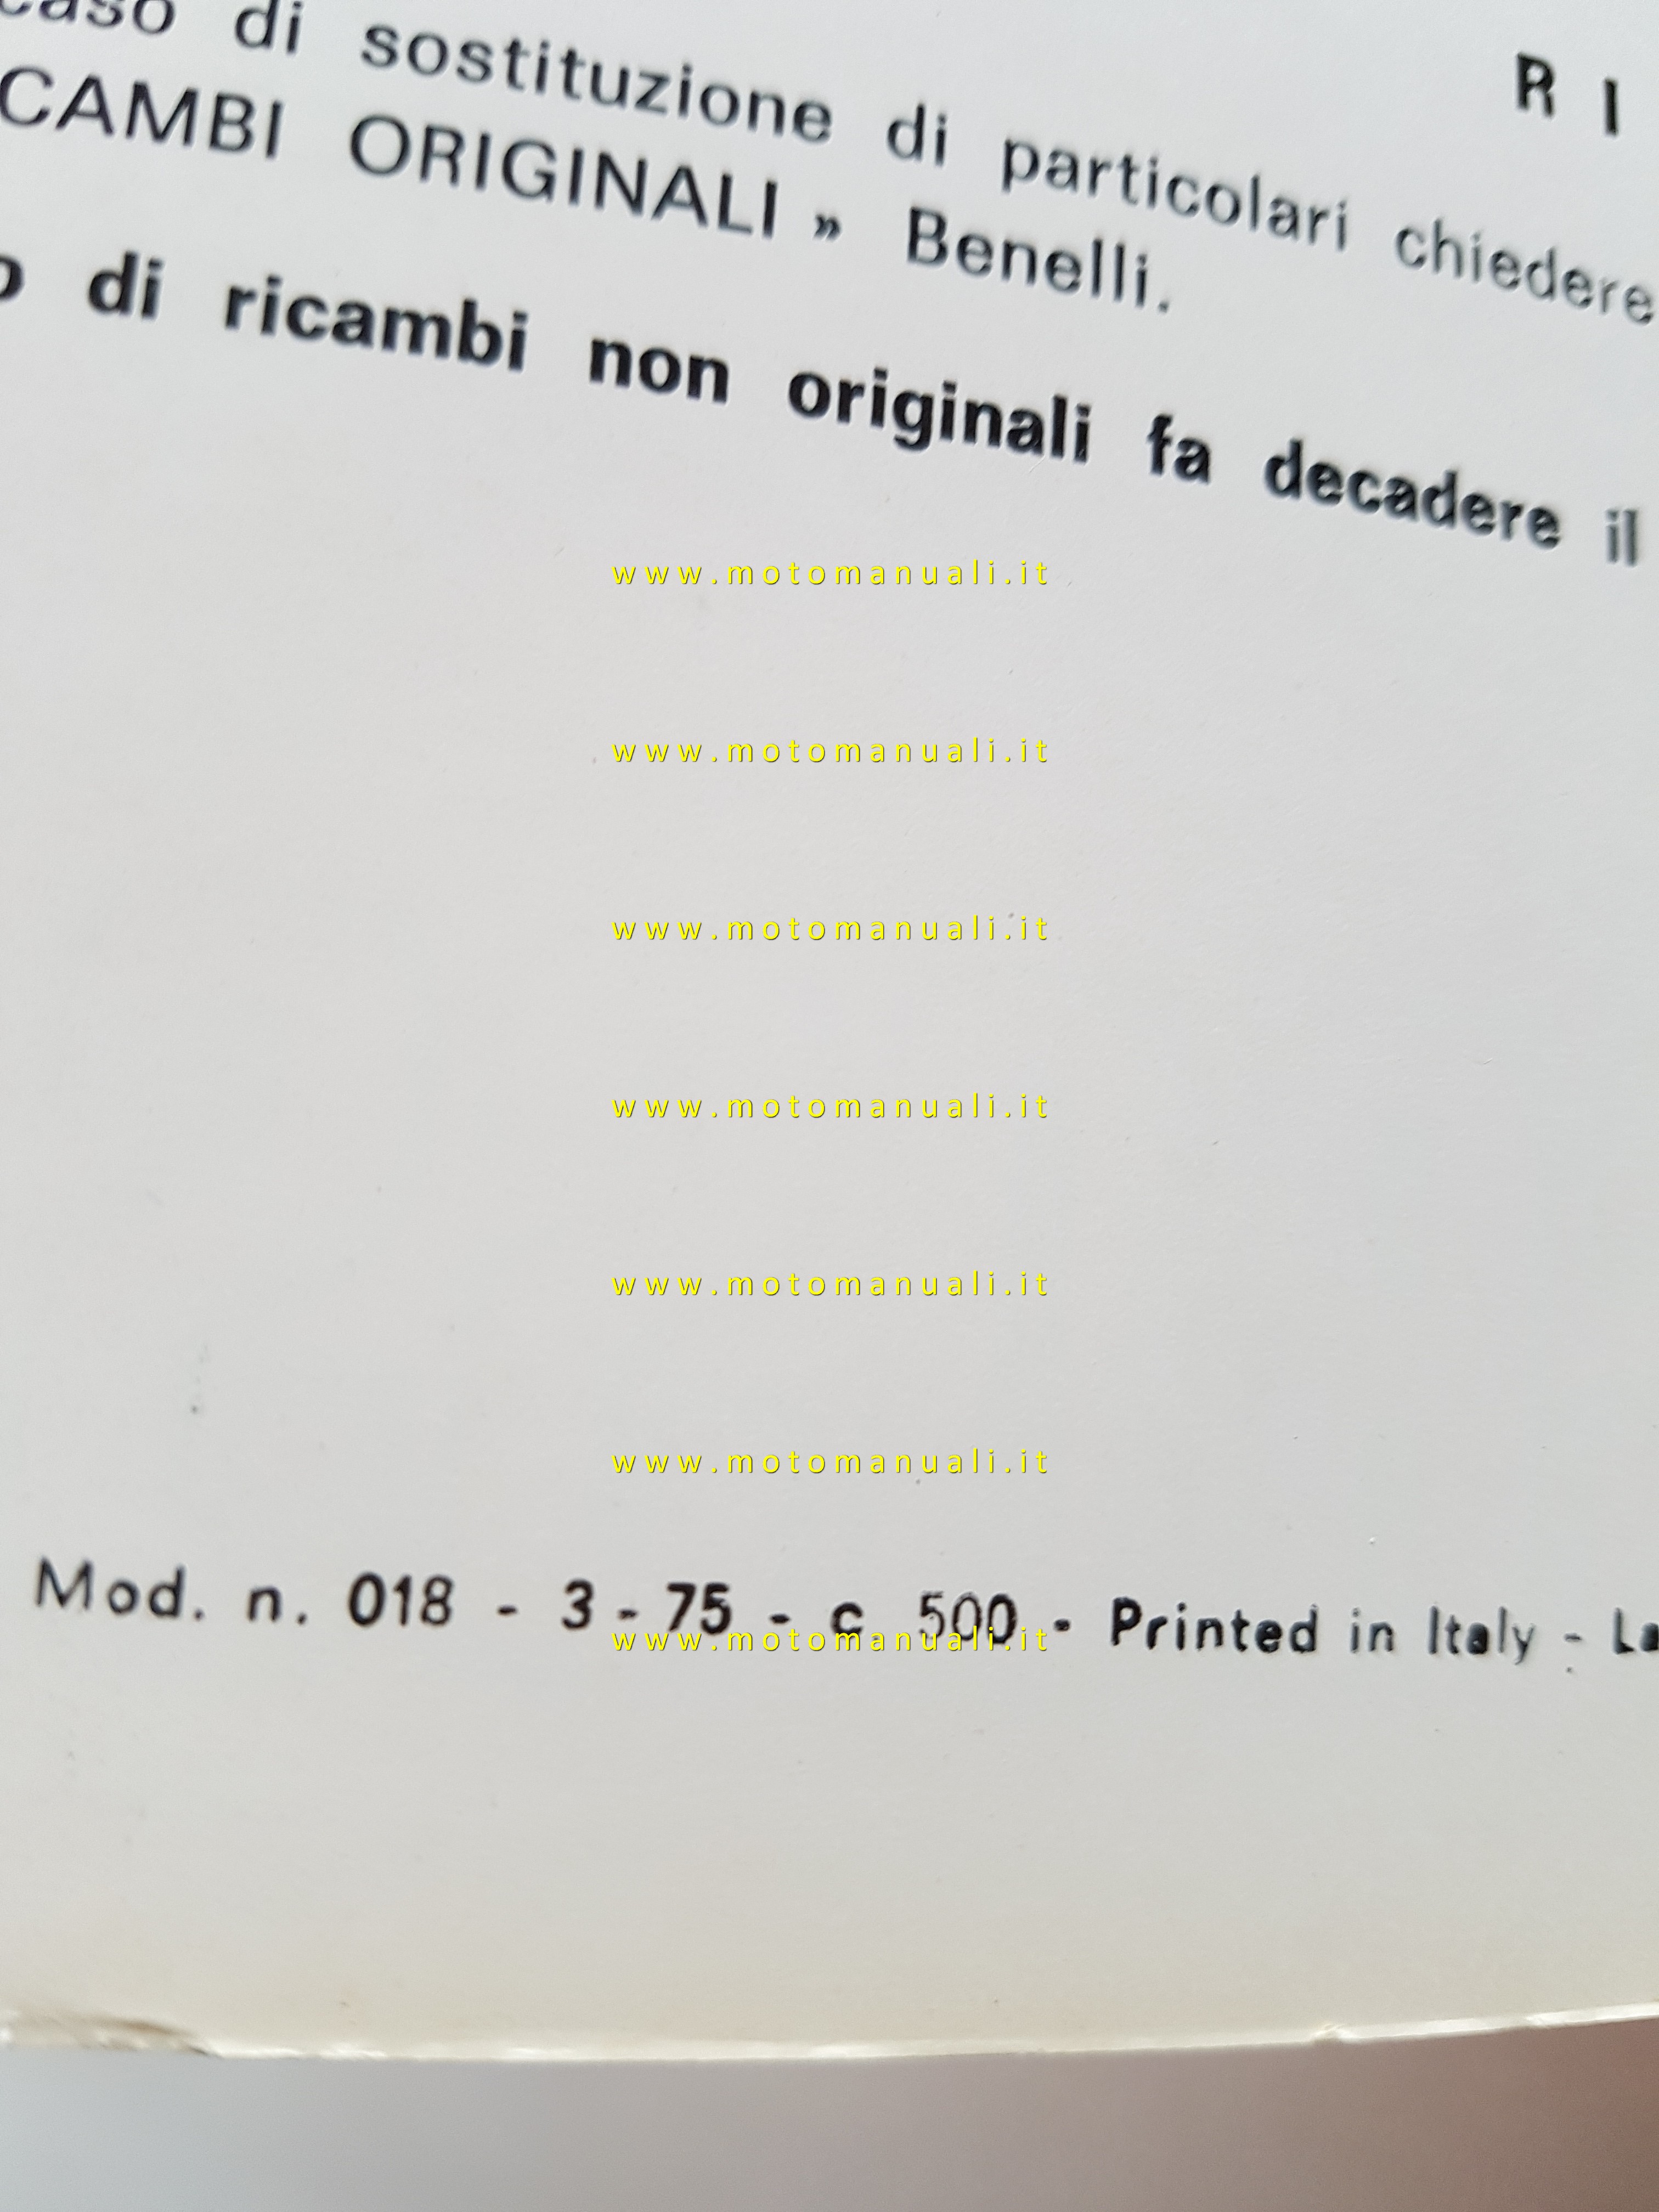 R I
caso di sostituzione di particolari chiedere
CAMBI ORIGINALI » Benelli.
o di ricambi non originali fa decadere il
www.motomanuali.it
www.motomanuali.it
www.motomanuali.it
www.motomanuali.it
www.motomanuali.it
www.motomanuali.it
Mod. n. 018 - 3 - 75 - c. 500 - Printed in Italy - La
www.motomanuali.it